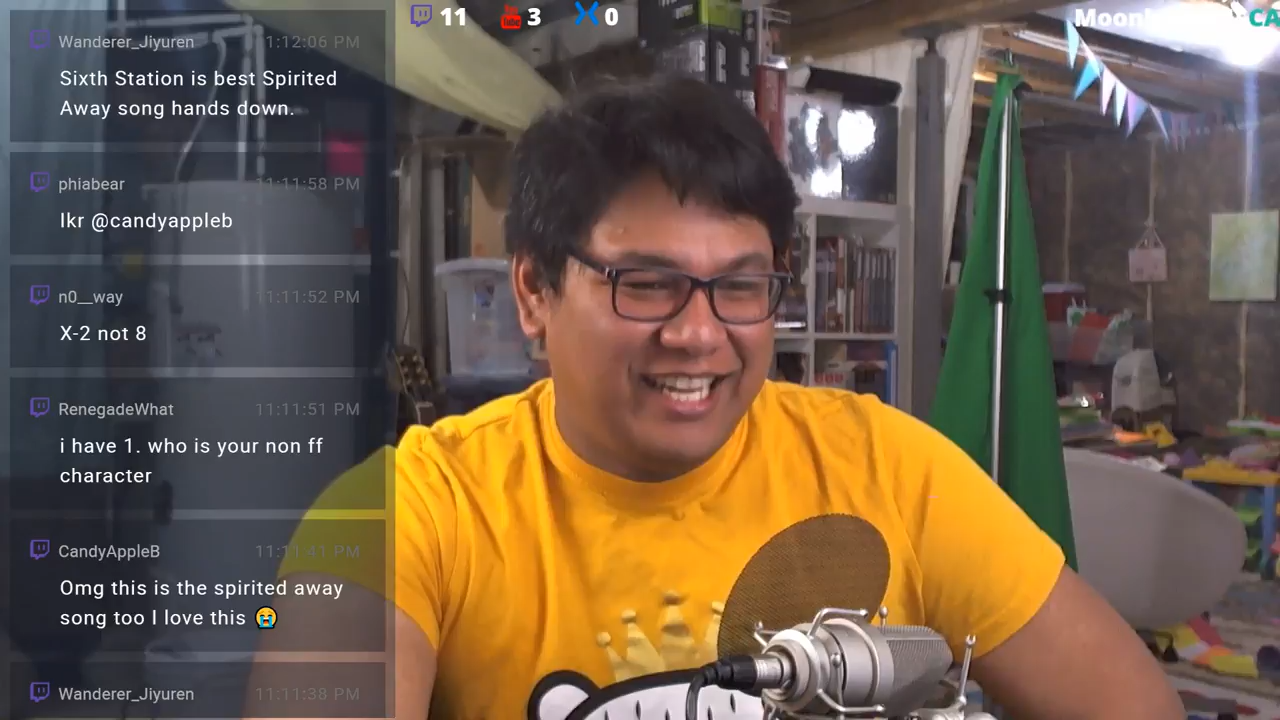 11
3
0
Wanderer_Jiyuren 11:12:06 PM
Sixth Station is best Spirited
Away song hands down.
phiabear 11:11:58 PM
Ikr @candyappleb
n0__way 11:11:52 PM
X-2 not 8
RenegadeWhat 11:11:51 PM
i have 1. who is your non ff
character
CandyAppleB 11:11:41 PM
Omg this is the spirited away
song too I love this 😭
Wanderer_Jiyuren 11:11:38 PM